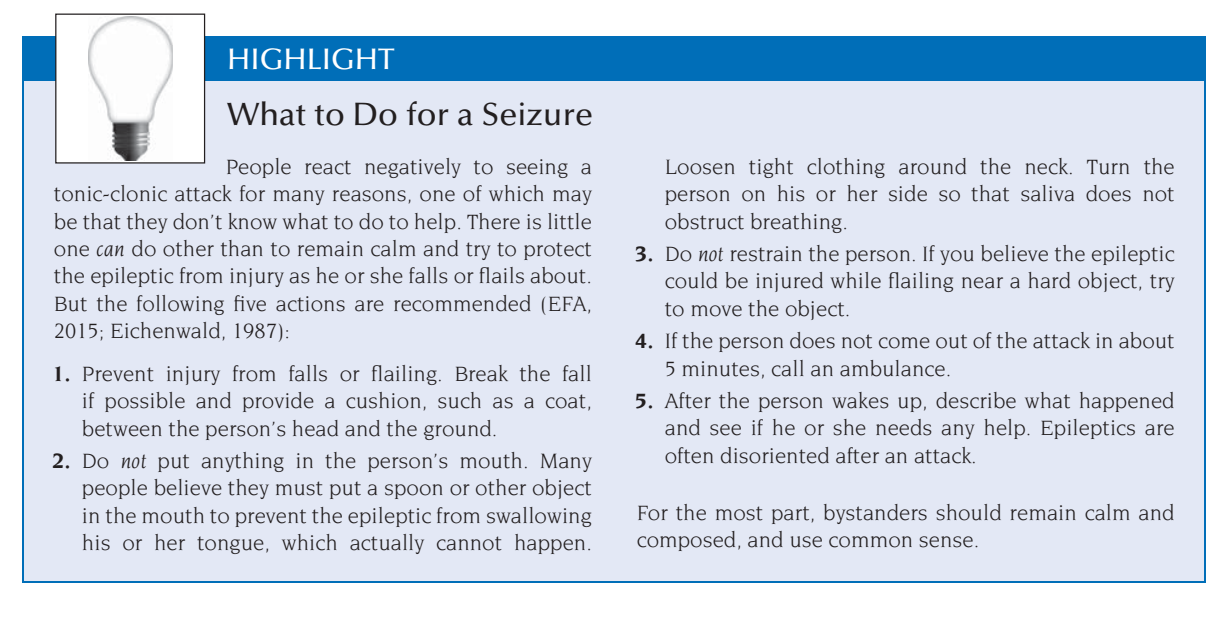 HIGHLIGHT
What to Do for a Seizure
People react negatively to seeing a
tonic-clonic attack for many reasons, one of which may
be that they don't know what to do to help. There is little
one can do other than to remain calm and try to protect
the epileptic from injury as he or she falls or flails about.
But the following five actions are recommended (EFA,
2015; Eichenwald, 1987):
1. Prevent injury from falls or flailing. Break the fall
if possible and provide a cushion, such as a coat,
between the person's head and the ground.
2. Do not put anything in the person's mouth. Many
people believe they must put a spoon or other object
in the mouth to prevent the epileptic from swallowing
his or her tongue, which actually cannot happen.
Loosen tight clothing around the neck. Turn the
person on his or her side so that saliva does not
obstruct breathing.
3. Do not restrain the person. If you believe the epileptic
could be injured while flailing near a hard object, try
to move the object.
4. If the person does not come out of the attack in about
5 minutes, call an ambulance.
5. After the person wakes up, describe what happened
and see if he or she needs any help. Epileptics are
often disoriented after an attack.
For the most part, bystanders should remain calm and
composed, and use common sense.